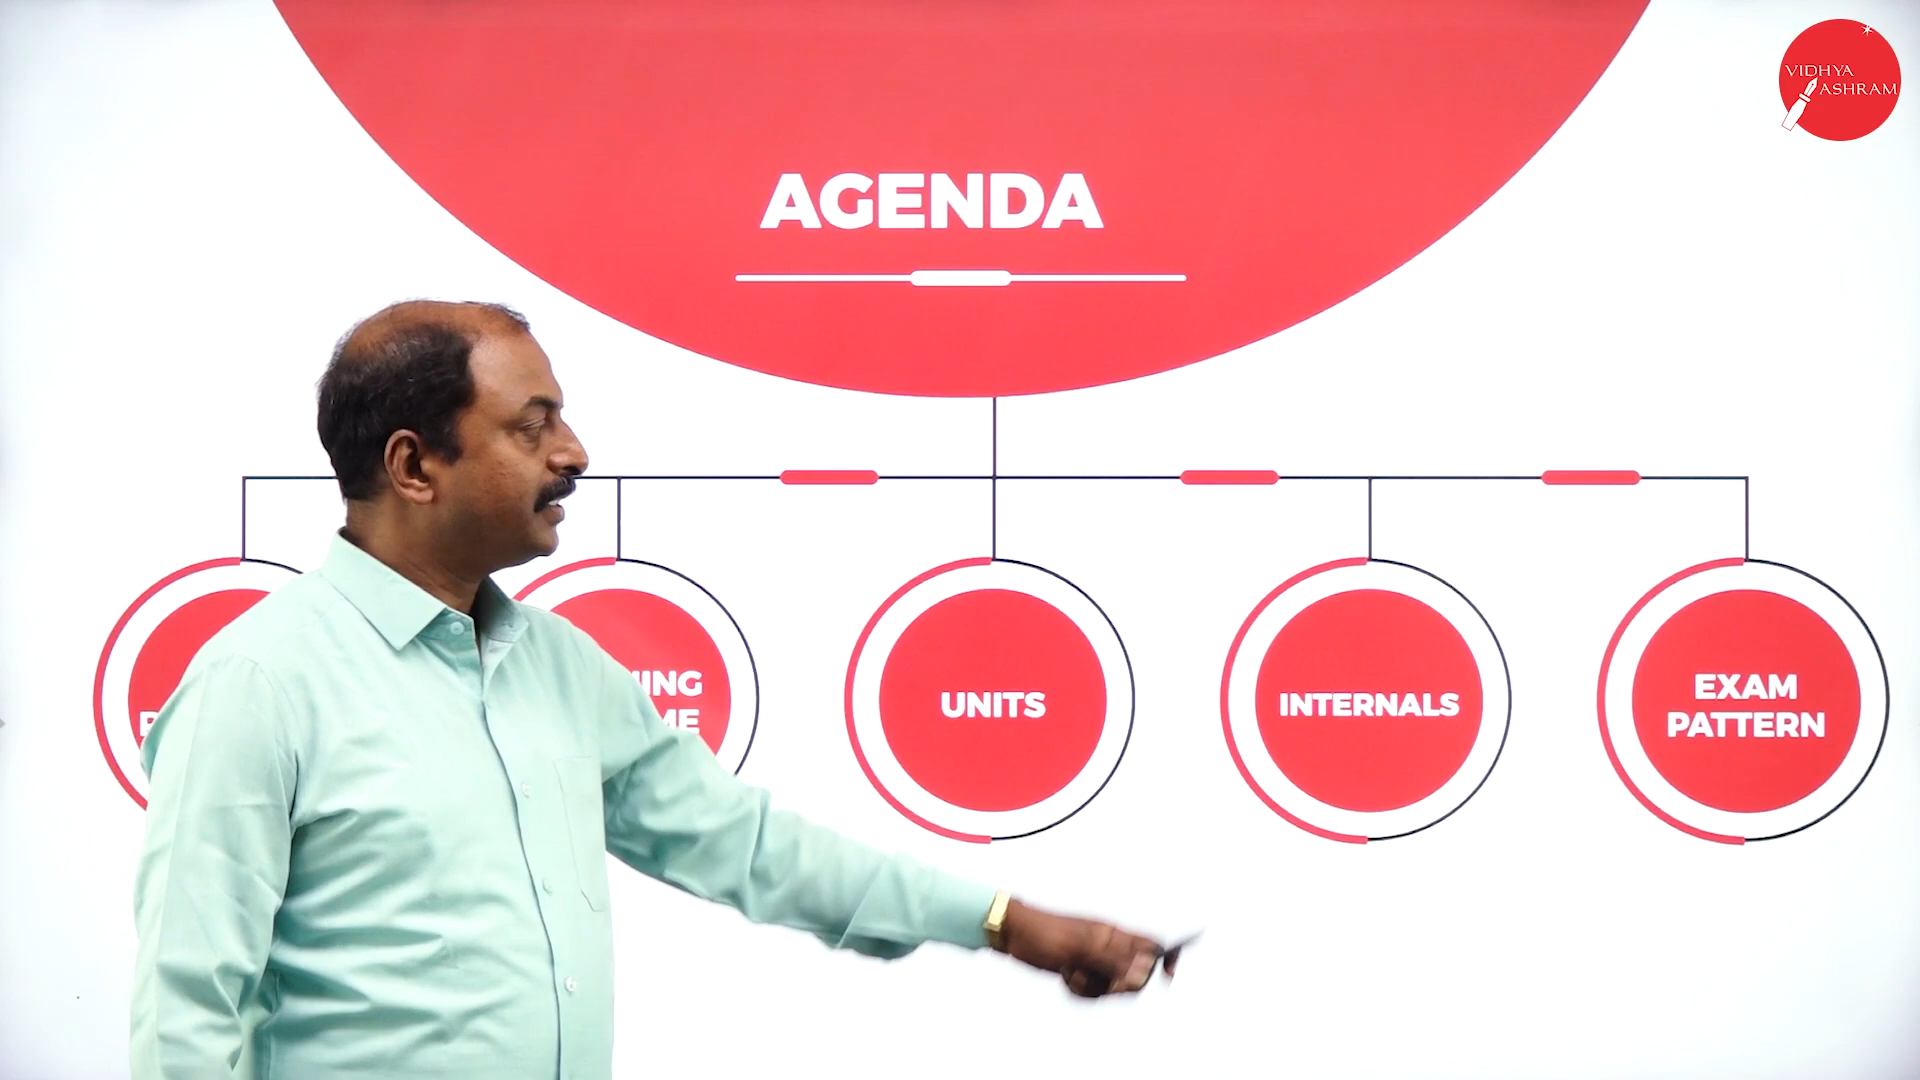 VIDHYA
ASHRAM
AGENDA
UNITS
INTERNALS
EXAM
PATTERN